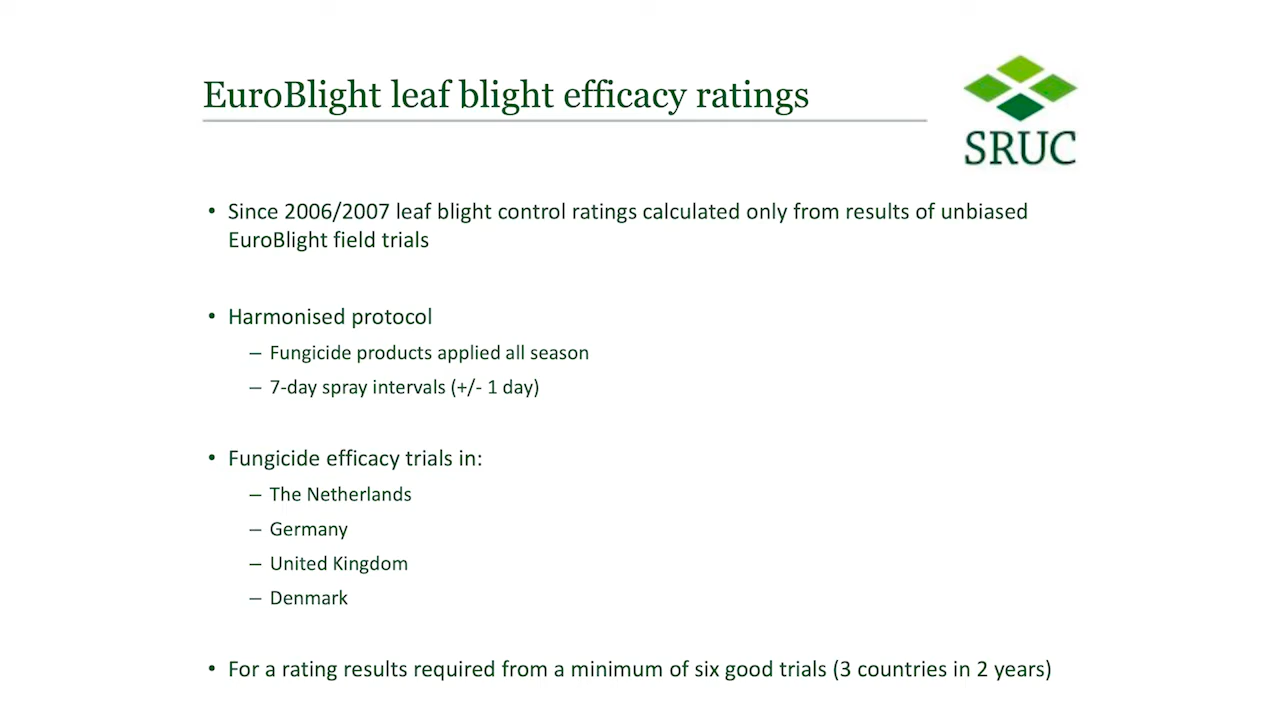 EuroBlight leaf blight efficacy ratings
SRUC
• Since 2006/2007 leaf blight control ratings calculated only from results of unbiased
EuroBlight field trials
• Harmonised protocol
– Fungicide products applied all season
– 7-day spray intervals (+/- 1 day)
• Fungicide efficacy trials in:
– The Netherlands
– Germany
– United Kingdom
– Denmark
• For a rating results required from a minimum of six good trials (3 countries in 2 years)